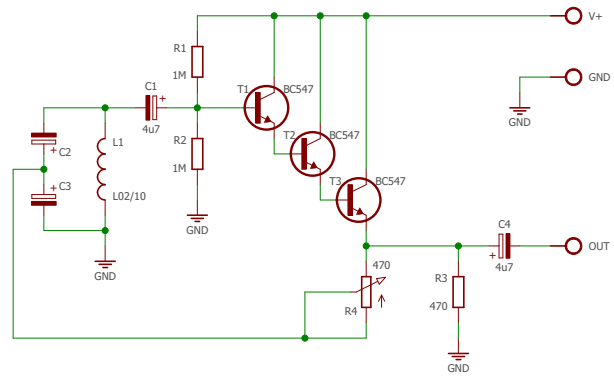 V+
R1
1M
T1
BC547
GND
GND
C1
4u7
T2
BC547
C2
L1
R2
1M
T3
BC547
C3
L02/10
GND
GND
C4
4u7
OUT
470
R4
R3
470
GND